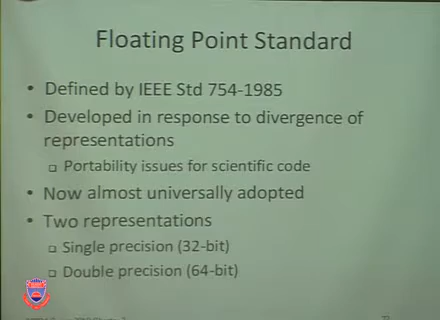 Floating Point Standard
• Defined by IEEE Std 754-1985
• Developed in response to divergence of
representations
□ Portability issues for scientific code
• Now almost universally adopted
• Two representations
□ Single precision (32-bit)
□ Double precision (64-bit)